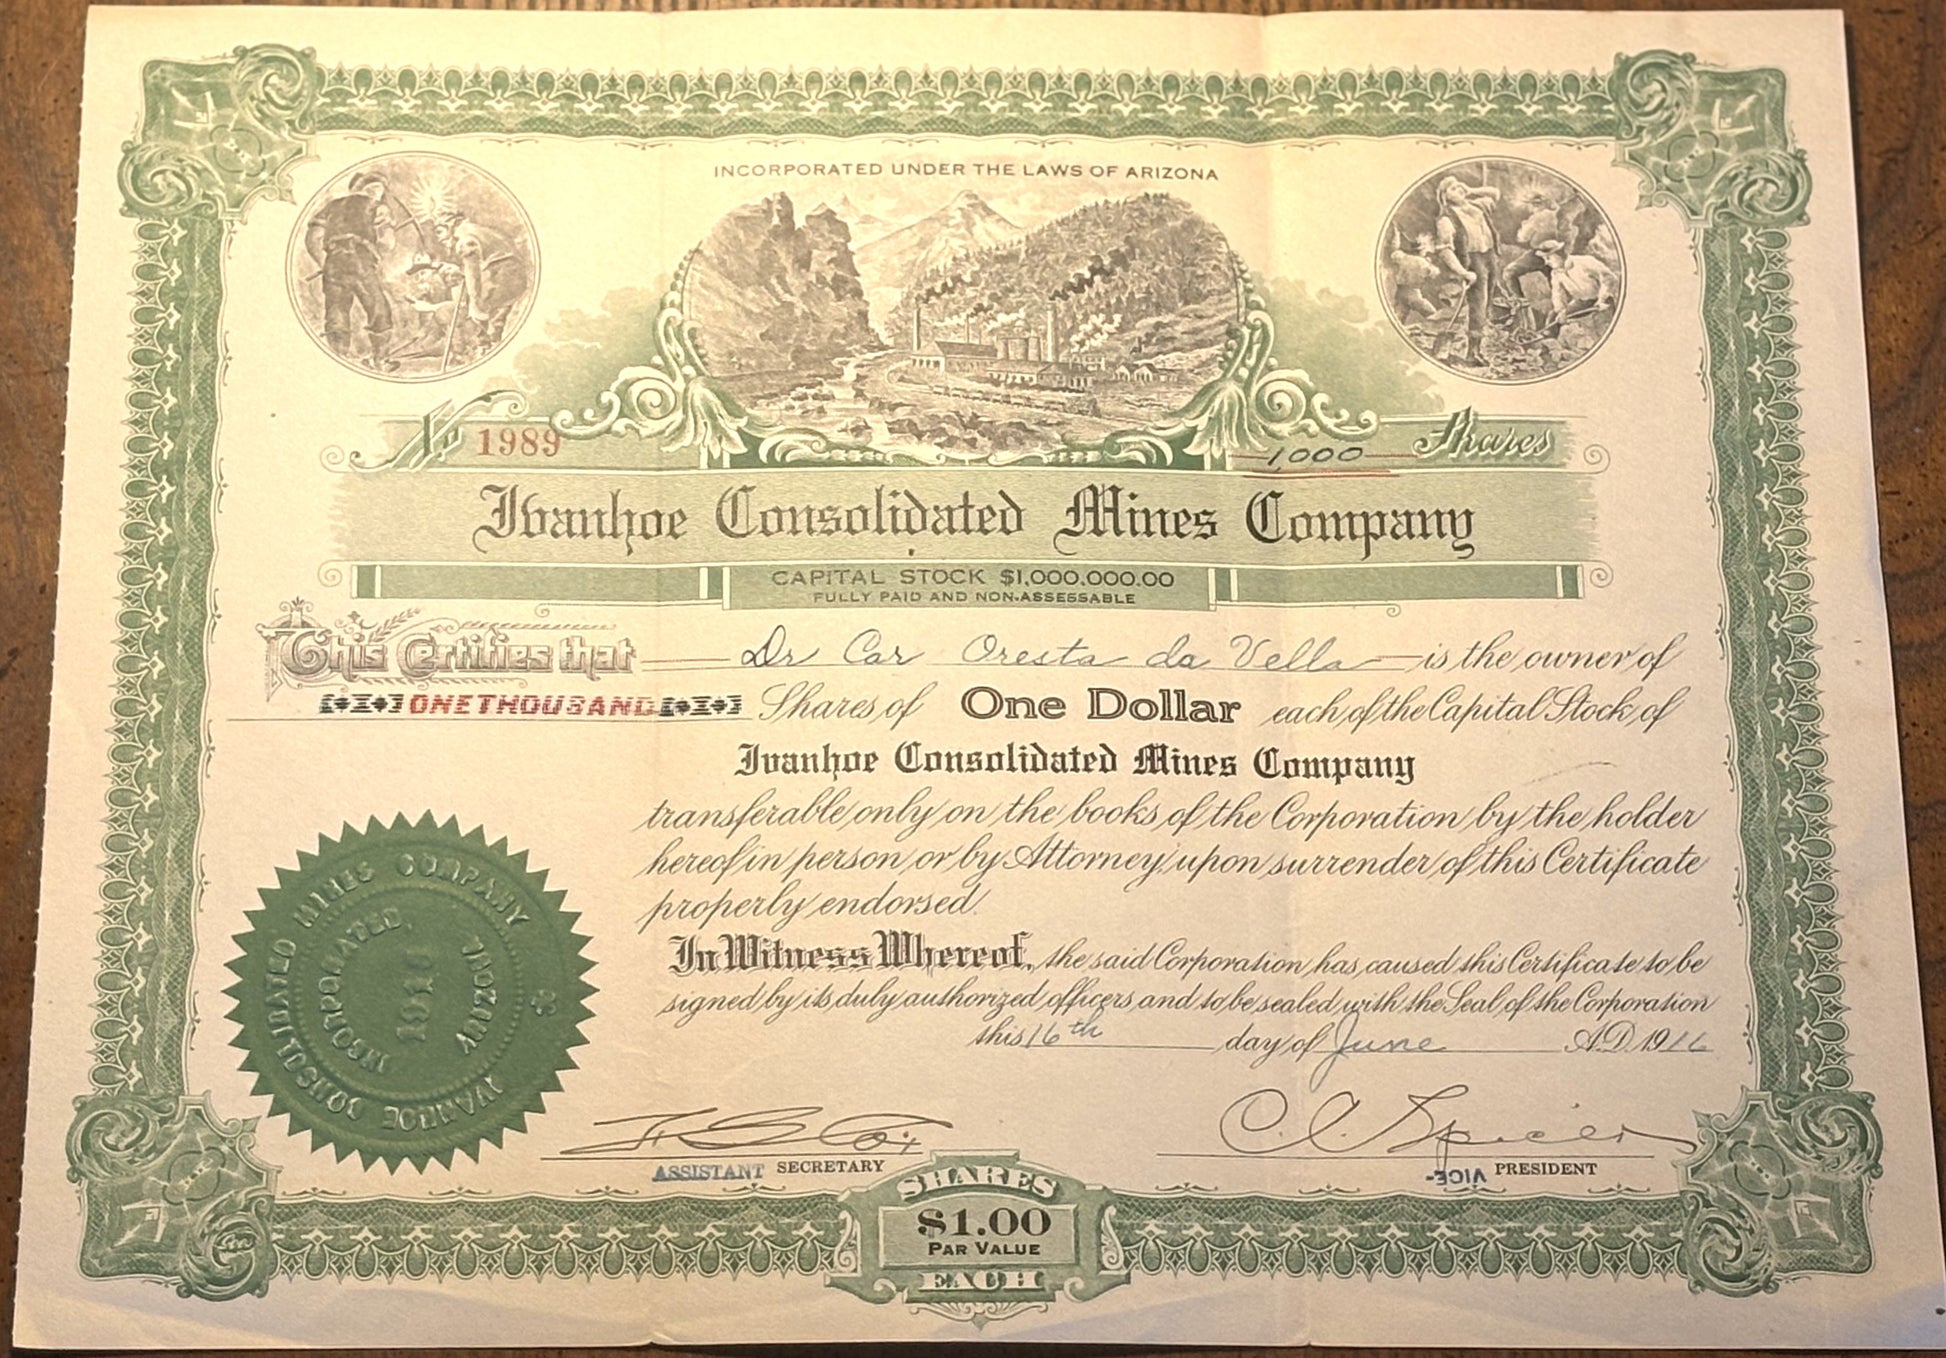 INCORPORATED UNDER THE LAWS OF ARIZONA
No 1989
1,000 Shares
Ivanhoe Consolidated Mines Company
CAPITAL STOCK $1,000,000.00
FULLY PAID AND NON-ASSESSABLE
This Certifies that Dr Car Oresta da Vella is the owner of
ONE THOUSAND Shares of One Dollar each of the Capital Stock of
Ivanhoe Consolidated Mines Company
transferable only on the books of the Corporation by the holder
hereof in person or by Attorney upon surrender of this Certificate
properly endorsed.
In Witness Whereof, the said Corporation has caused this Certificate to be
signed by its duly authorized officers and to be sealed with the Seal of the Corporation
this 16th day of June A.D. 1916
IVANHOE CONSOLIDATED MINES COMPANY
INCORPORATED, ARIZONA
C. A. Spicer
ASSISTANT SECRETARY
VICE- PRESIDENT
SHARES
$1.00
PAR VALUE
EACH